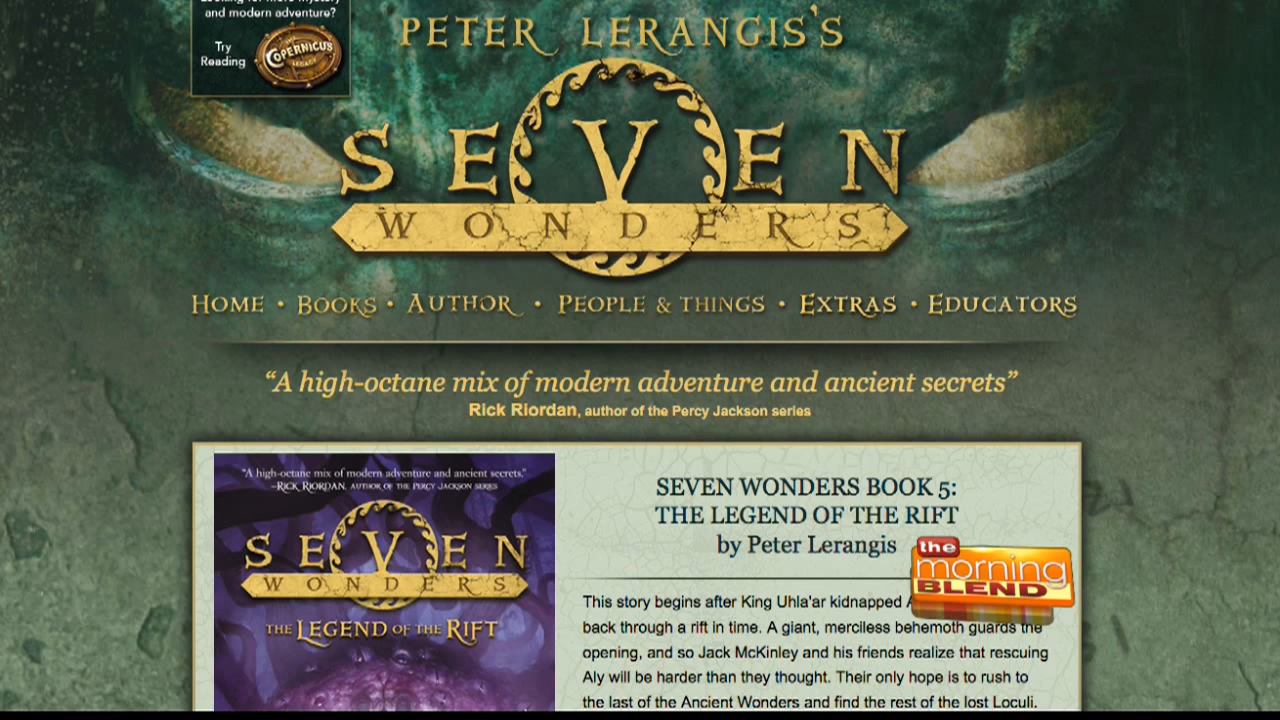 Looking for more mystery
and modern adventure?
Try
Reading
THE
COPERNICUS
LEGACY
PETER LERANGIS'S
SEVEN
WONDERS
HOME • BOOKS • AUTHOR • PEOPLE & THINGS • EXTRAS • EDUCATORS
“A high-octane mix of modern adventure and ancient secrets”
Rick Riordan, author of the Percy Jackson series
"A high-octane mix of modern adventure and ancient secrets."
—RICK RIORDAN, AUTHOR OF THE PERCY JACKSON SERIES
SEVEN
WONDERS
THE LEGEND OF THE RIFT
SEVEN WONDERS BOOK 5:
THE LEGEND OF THE RIFT
by Peter Lerangis
the
morning
BLEND
This story begins after King Uhla'ar kidnapped
back through a rift in time. A giant, merciless behemoth guards the
opening, and so Jack McKinley and his friends realize that rescuing
Aly will be harder than they thought. Their only hope is to rush to
the last of the Ancient Wonders and find the rest of the lost Loculi.